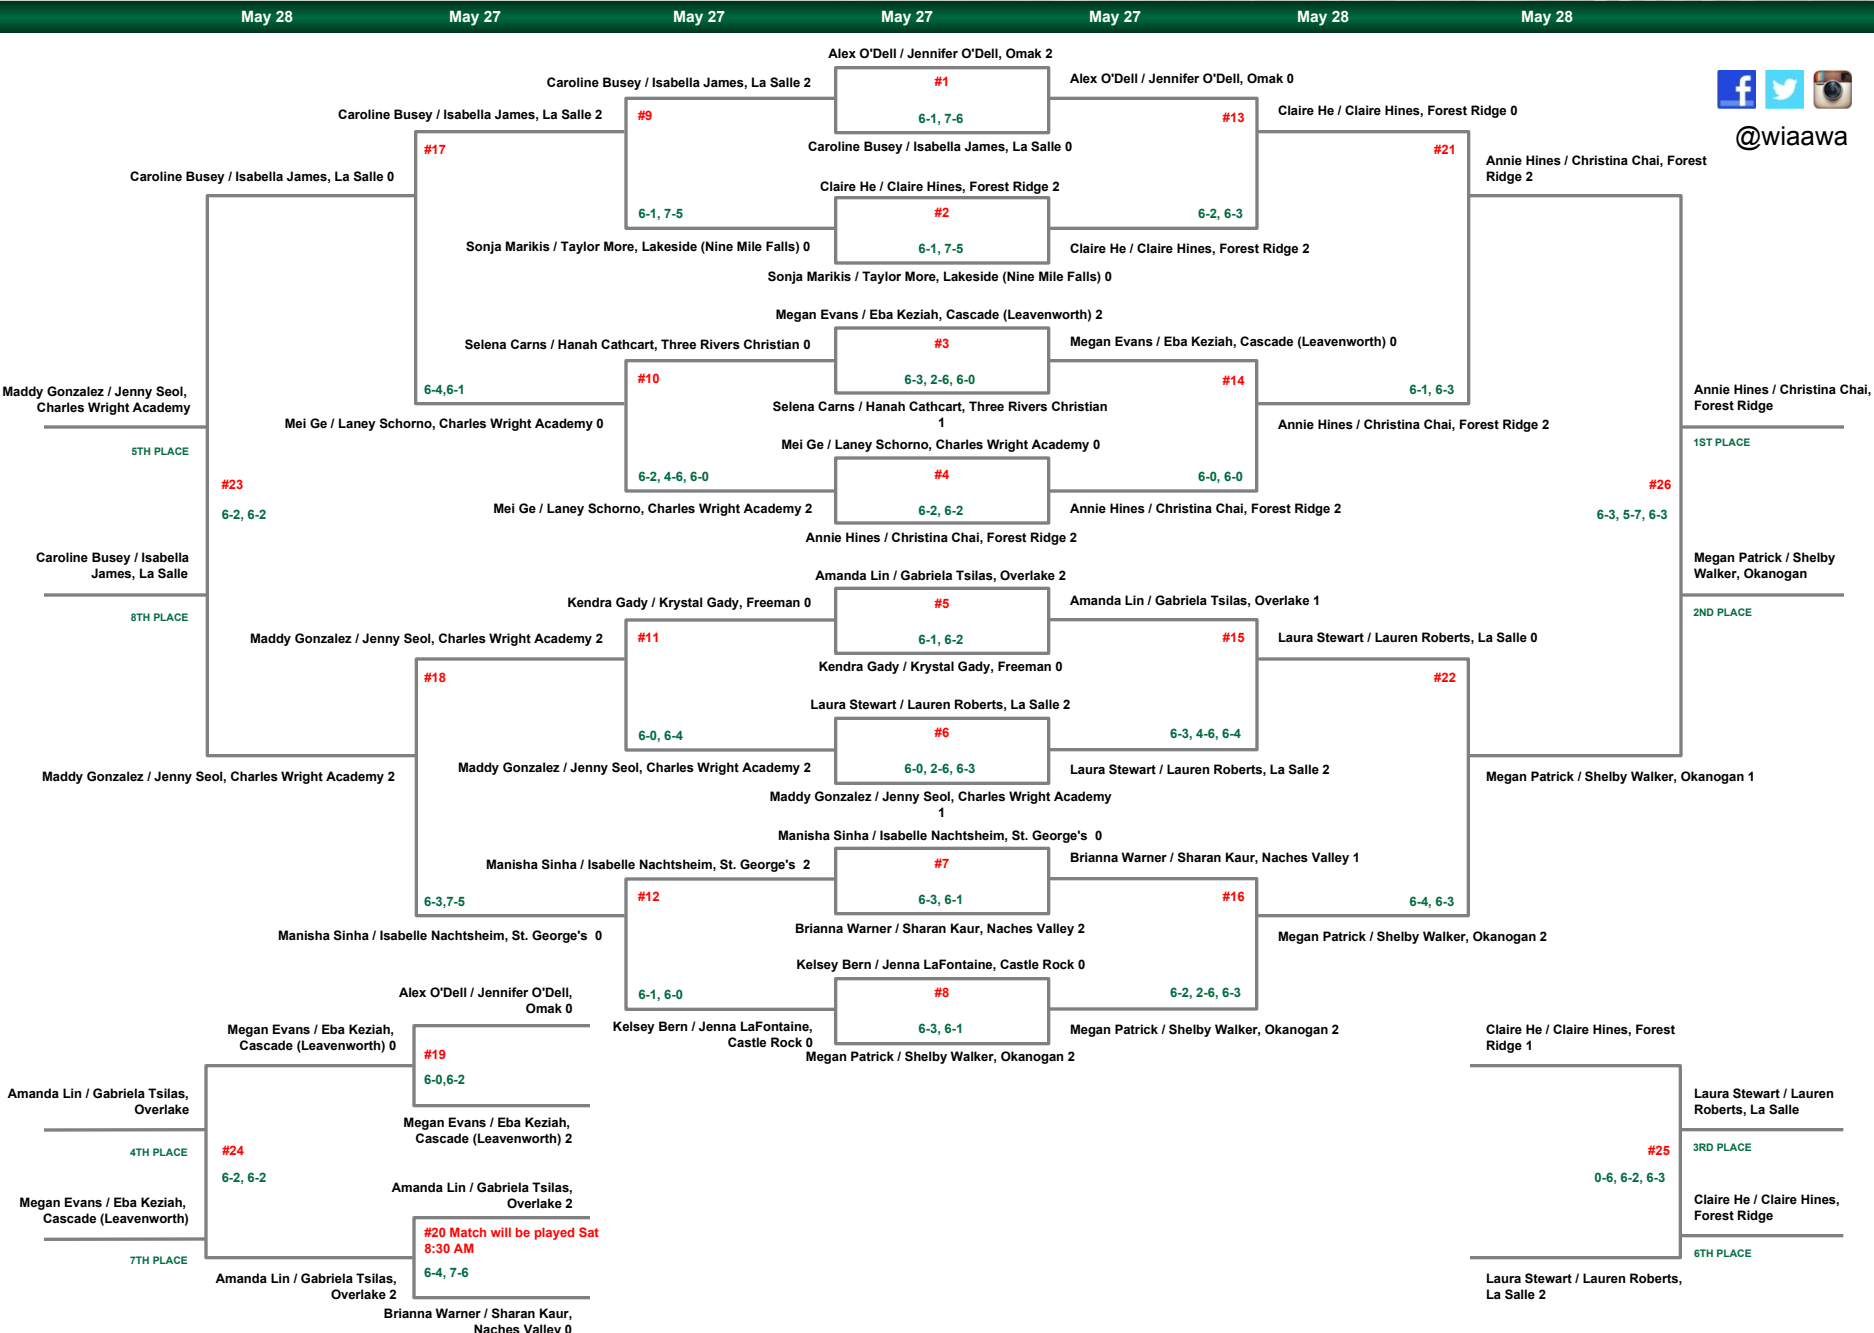 May 28
May 27
May 27
May 27
May 27
May 28
May 28
@wiaawa
Alex O'Dell / Jennifer O'Dell, Omak 2
#1
6-1, 7-6
Caroline Busey / Isabella James, La Salle 0
Claire He / Claire Hines, Forest Ridge 2
#2
6-1, 7-5
Sonja Marikis / Taylor More, Lakeside (Nine Mile Falls) 0
Megan Evans / Eba Keziah, Cascade (Leavenworth) 2
#3
6-3, 2-6, 6-0
Selena Carns / Hanah Cathcart, Three Rivers Christian
1
Mei Ge / Laney Schorno, Charles Wright Academy 0
#4
6-2, 6-2
Annie Hines / Christina Chai, Forest Ridge 2
Amanda Lin / Gabriela Tsilas, Overlake 2
#5
6-1, 6-2
Kendra Gady / Krystal Gady, Freeman 0
Laura Stewart / Lauren Roberts, La Salle 2
#6
6-0, 2-6, 6-3
Maddy Gonzalez / Jenny Seol, Charles Wright Academy
1
Manisha Sinha / Isabelle Nachtsheim, St. George's 0
#7
6-3, 6-1
Brianna Warner / Sharan Kaur, Naches Valley 2
Kelsey Bern / Jenna LaFontaine, Castle Rock 0
#8
6-3, 6-1
Megan Patrick / Shelby Walker, Okanogan 2
Caroline Busey / Isabella James, La Salle 2
#9
6-1, 7-5
Sonja Marikis / Taylor More, Lakeside (Nine Mile Falls) 0
Selena Carns / Hanah Cathcart, Three Rivers Christian 0
#10
6-2, 4-6, 6-0
Mei Ge / Laney Schorno, Charles Wright Academy 2
Kendra Gady / Krystal Gady, Freeman 0
#11
6-0, 6-4
Maddy Gonzalez / Jenny Seol, Charles Wright Academy 2
Manisha Sinha / Isabelle Nachtsheim, St. George's 2
#12
6-1, 6-0
Kelsey Bern / Jenna LaFontaine,
Castle Rock 0
Alex O'Dell / Jennifer O'Dell, Omak 0
#13
6-2, 6-3
Claire He / Claire Hines, Forest Ridge 2
Megan Evans / Eba Keziah, Cascade (Leavenworth) 0
#14
6-0, 6-0
Annie Hines / Christina Chai, Forest Ridge 2
Amanda Lin / Gabriela Tsilas, Overlake 1
#15
6-3, 4-6, 6-4
Laura Stewart / Lauren Roberts, La Salle 2
Brianna Warner / Sharan Kaur, Naches Valley 1
#16
6-2, 2-6, 6-3
Megan Patrick / Shelby Walker, Okanogan 2
Caroline Busey / Isabella James, La Salle 2
#17
6-4,6-1
Mei Ge / Laney Schorno, Charles Wright Academy 0
Maddy Gonzalez / Jenny Seol, Charles Wright Academy 2
#18
6-3,7-5
Manisha Sinha / Isabelle Nachtsheim, St. George's 0
Alex O'Dell / Jennifer O'Dell,
Omak 0
#19
6-0,6-2
Megan Evans / Eba Keziah,
Cascade (Leavenworth) 2
Amanda Lin / Gabriela Tsilas,
Overlake 2
#20 Match will be played Sat
8:30 AM
6-4, 7-6
Brianna Warner / Sharan Kaur,
Naches Valley 0
Claire He / Claire Hines, Forest Ridge 0
#21
6-1, 6-3
Annie Hines / Christina Chai, Forest Ridge 2
Laura Stewart / Lauren Roberts, La Salle 0
#22
6-4, 6-3
Megan Patrick / Shelby Walker, Okanogan 2
Caroline Busey / Isabella James, La Salle 0
#23
6-2, 6-2
Maddy Gonzalez / Jenny Seol, Charles Wright Academy 2
Maddy Gonzalez / Jenny Seol,
Charles Wright Academy
5TH PLACE
Caroline Busey / Isabella
James, La Salle
8TH PLACE
Megan Evans / Eba Keziah,
Cascade (Leavenworth) 0
#24
6-2, 6-2
Amanda Lin / Gabriela Tsilas,
Overlake 2
Amanda Lin / Gabriela Tsilas,
Overlake
4TH PLACE
Megan Evans / Eba Keziah,
Cascade (Leavenworth)
7TH PLACE
Annie Hines / Christina Chai, Forest
Ridge 2
#26
6-3, 5-7, 6-3
Megan Patrick / Shelby Walker, Okanogan 1
Annie Hines / Christina Chai,
Forest Ridge
1ST PLACE
Megan Patrick / Shelby
Walker, Okanogan
2ND PLACE
Claire He / Claire Hines, Forest
Ridge 1
#25
0-6, 6-2, 6-3
Laura Stewart / Lauren Roberts,
La Salle 2
Laura Stewart / Lauren
Roberts, La Salle
3RD PLACE
Claire He / Claire Hines,
Forest Ridge
6TH PLACE